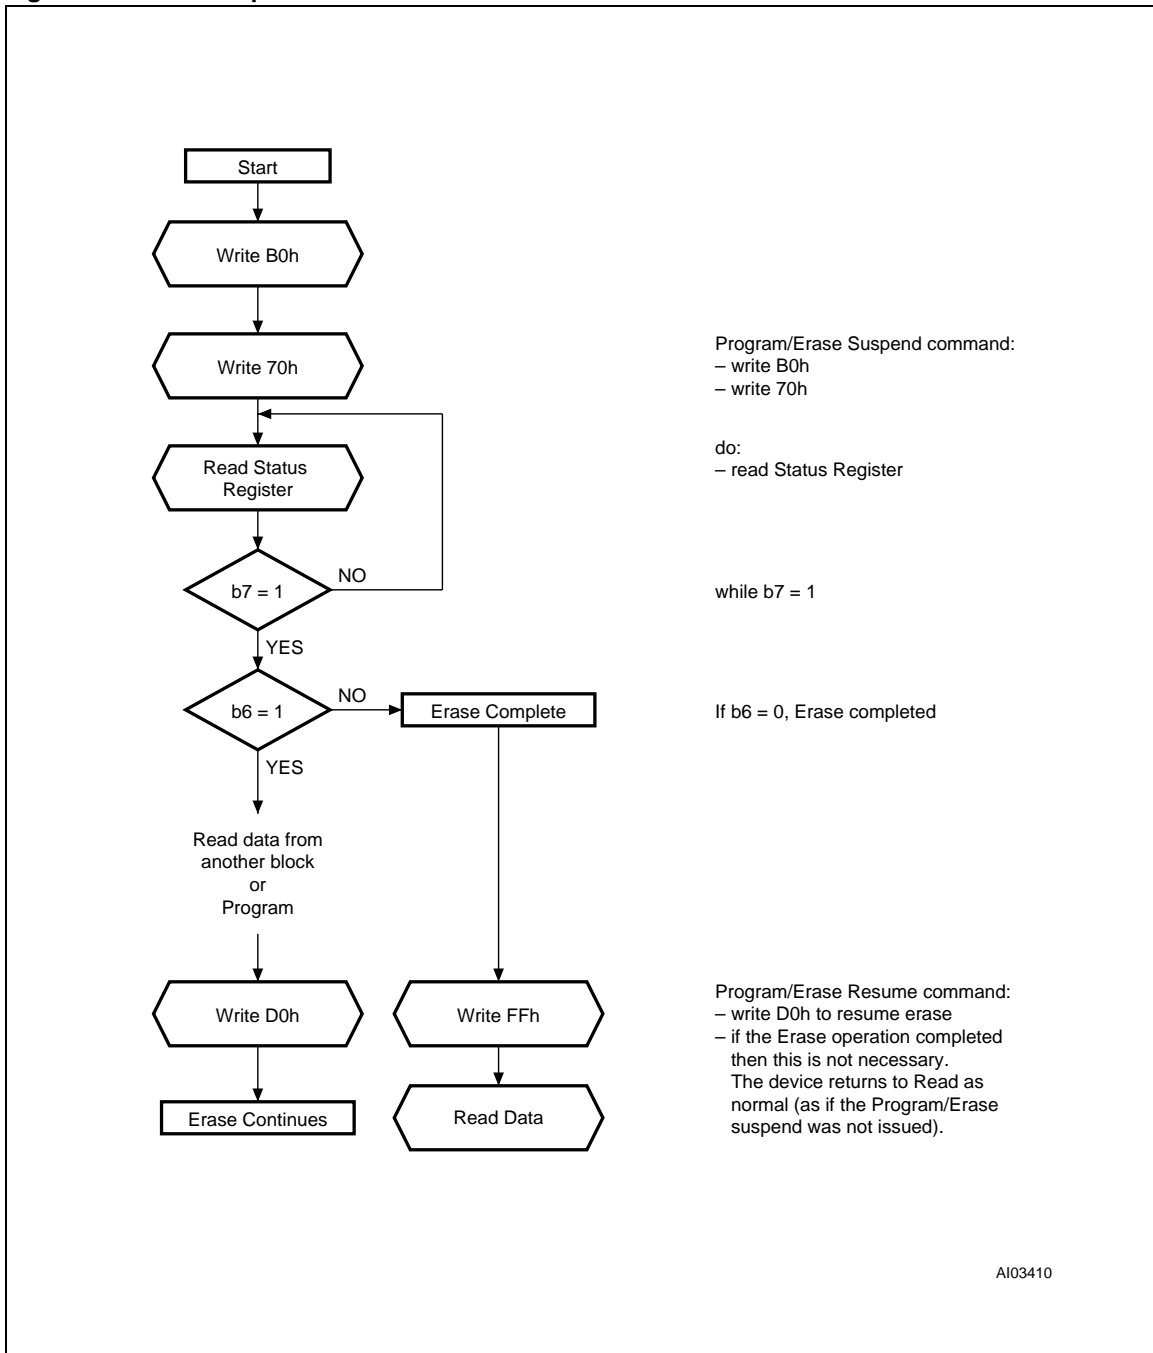 Start
Write B0h
Write 70h
Program/Erase Suspend command:
– write B0h
– write 70h
do:
– read Status Register
Read Status
Register
NO
b7 = 1
while b7 = 1
YES
NO
b6 = 1
Erase Complete
If b6 = 0, Erase completed
YES
Read data from
another block
or
Program
Write D0h
Write FFh
Program/Erase Resume command:
– write D0h to resume erase
– if the Erase operation completed
then this is not necessary.
The device returns to Read as
normal (as if the Program/Erase
suspend was not issued).
Erase Continues
Read Data
AI03410